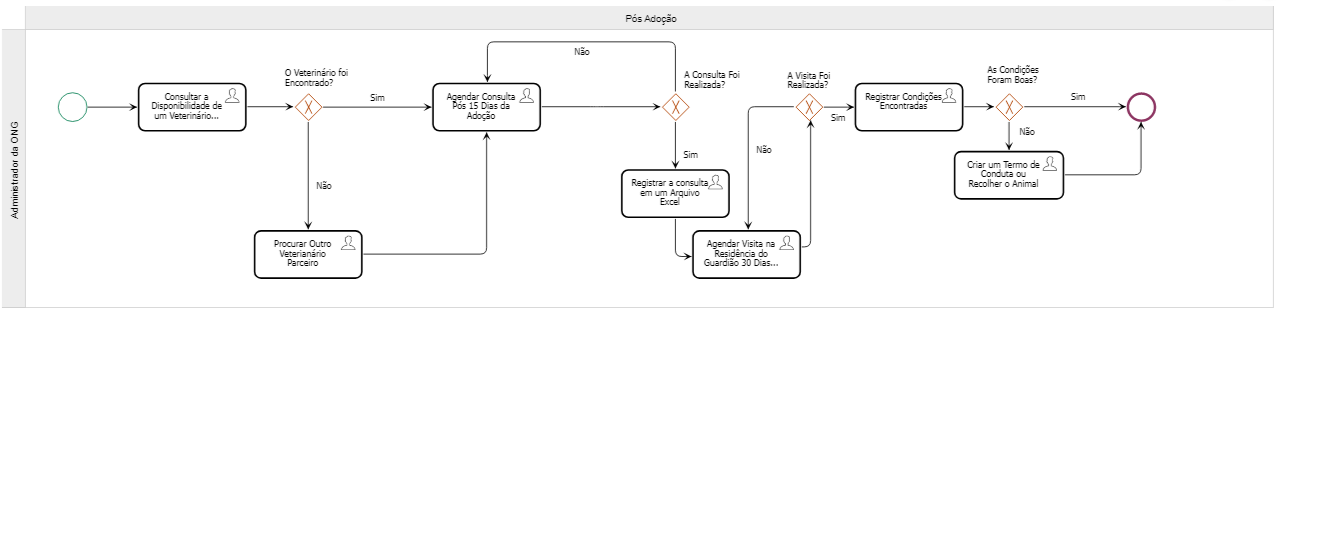 Pós Adoção
Administrador da ONG
Consultar a
Disponibilidade de
um Veterinário...
O Veterinário foi
Encontrado?
Sim
Não
Procurar Outro
Veterianário
Parceiro
Agendar Consulta
Pós 15 Dias da
Adoção
Não
A Consulta Foi
Realizada?
Sim
Registrar a consulta
em um Arquivo
Excel
Agendar Visita na
Residência do
Guardião 30 Dias...
Não
A Visita Foi
Realizada?
Sim
Registrar Condições
Encontradas
As Condições
Foram Boas?
Sim
Não
Criar um Termo de
Conduta ou
Recolher o Animal